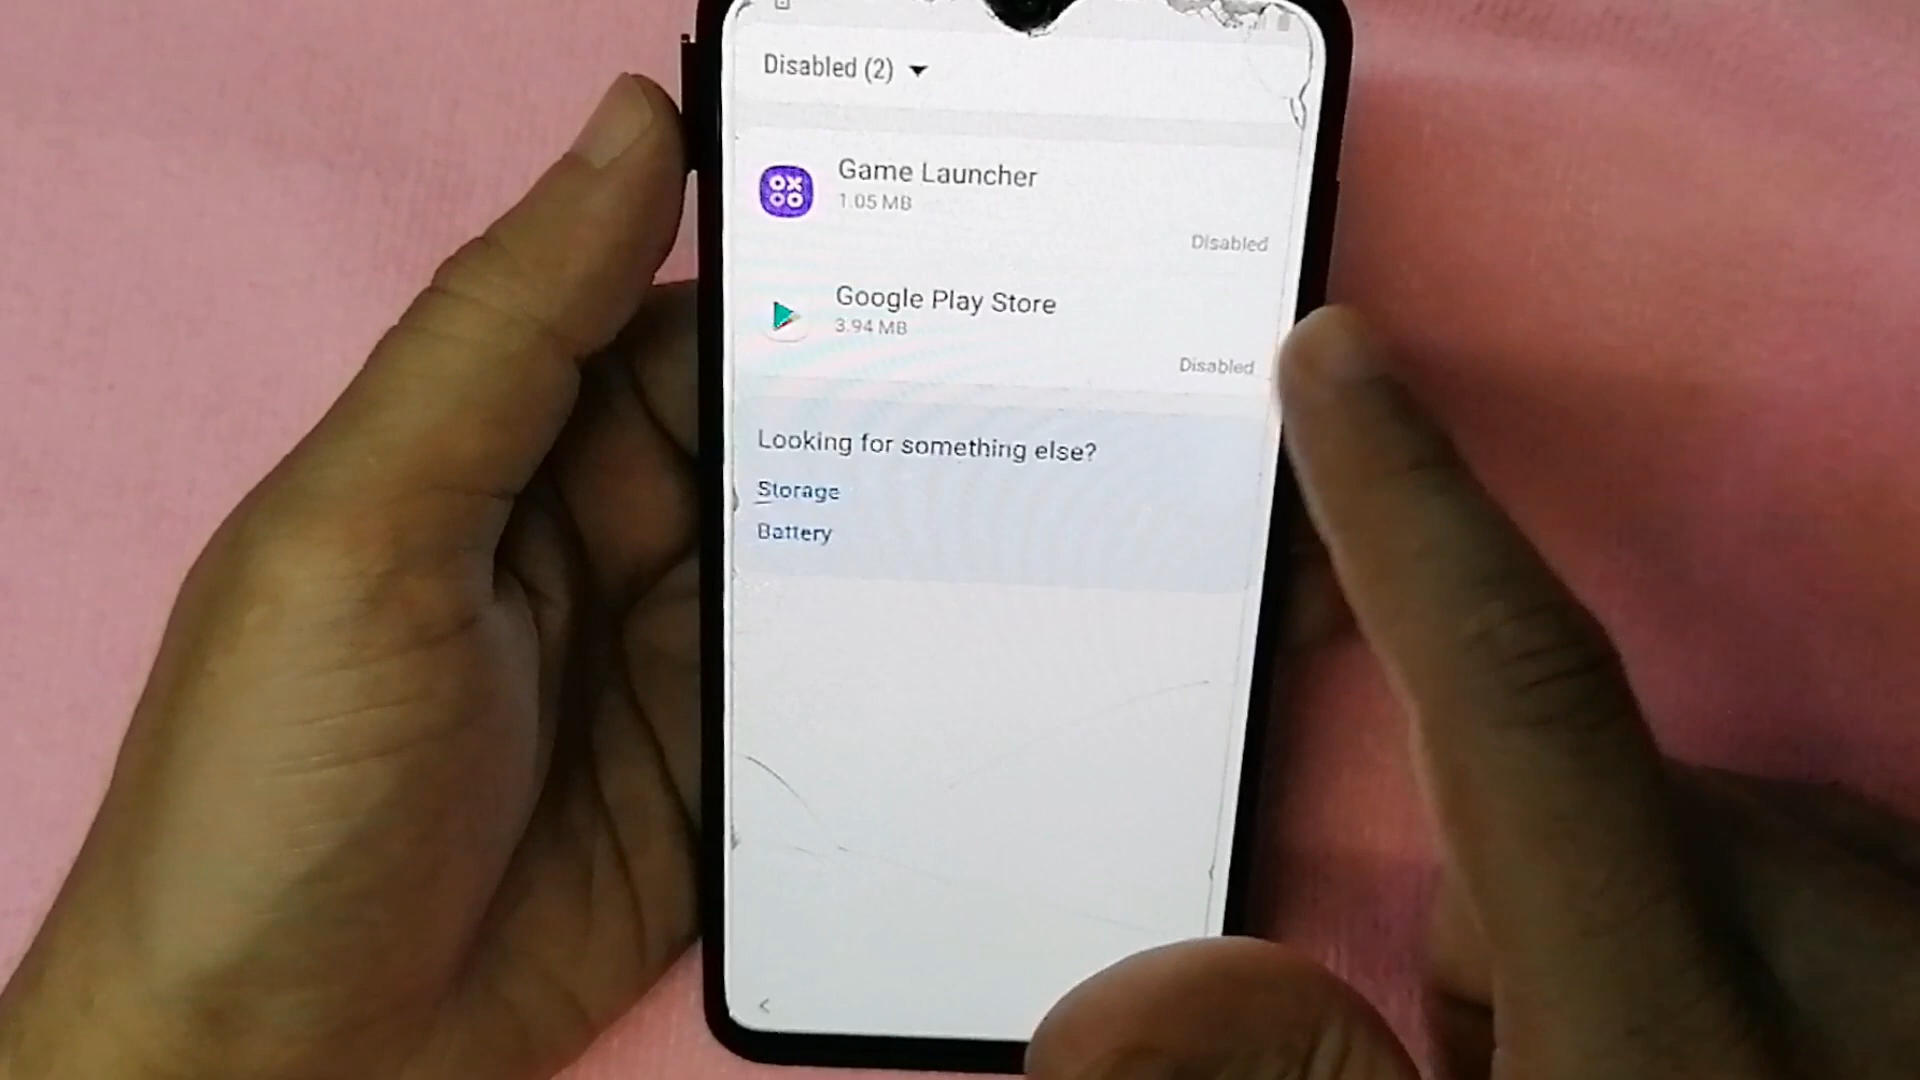 Disabled (2)
Game Launcher
1.05 MB
Disabled
Google Play Store
3.94 MB
Disabled
Looking for something else?
Storage
Battery